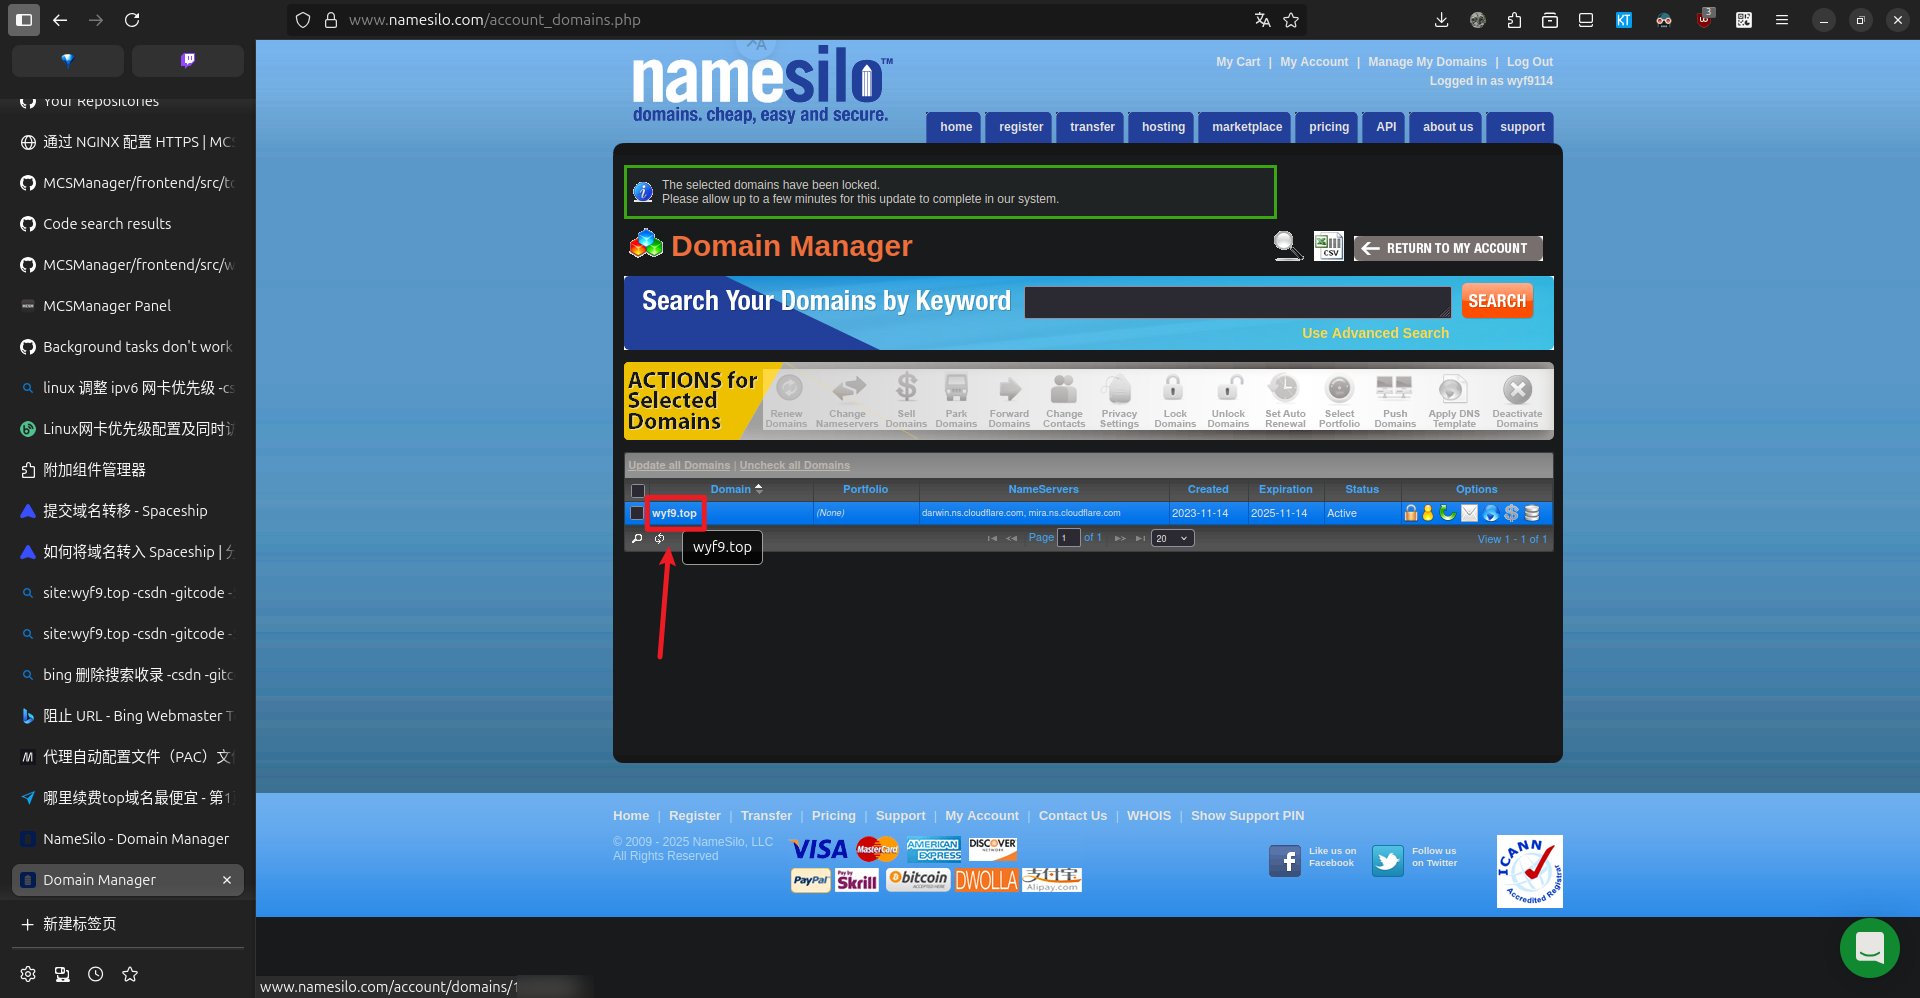 www.namesilo.com/account_domains.php
3
Your Repositories
通过 NGINX 配置 HTTPS | MCS
MCSManager/frontend/src/to
Code search results
MCSManager/frontend/src/w
MCSManager Panel
Background tasks don't work
linux 调整 ipv6 网卡优先级 -cs
Linux网卡优先级配置及同时访
附加组件管理器
提交域名转移 - Spaceship
如何将域名转入 Spaceship | 分
site:wyf9.top -csdn -gitcode -
site:wyf9.top -csdn -gitcode -
bing 删除搜索收录 -csdn -gitc
阻止 URL - Bing Webmaster T
代理自动配置文件（PAC）文件
哪里续费top域名最便宜 - 第1
NameSilo - Domain Manager
Domain Manager
新建标签页
namesilo™
domains. cheap, easy and secure.
My Cart | My Account | Manage My Domains | Log Out
Logged in as wyf9114
home register transfer hosting marketplace pricing API about us support
The selected domains have been locked.
Please allow up to a few minutes for this update to complete in our system.
Domain Manager
CSV
RETURN TO MY ACCOUNT
Search Your Domains by Keyword
SEARCH
Use Advanced Search
ACTIONS for Selected Domains
Renew Domains
Change Nameservers
Sell Domains
Park Domains
Forward Domains
Change Contacts
Privacy Settings
Lock Domains
Unlock Domains
Set Auto Renewal
Select Portfolio
Push Domains
Apply DNS Template
Deactivate Domains
Update all Domains | Uncheck all Domains
Domain Portfolio NameServers Created Expiration Status Options
wyf9.top (None) darwin.ns.cloudflare.com, mira.ns.cloudflare.com 2023-11-14 2025-11-14 Active
Page 1 of 1 20 View 1 - 1 of 1
wyf9.top
Home | Register | Transfer | Pricing | Support | My Account | Contact Us | WHOIS | Show Support PIN
© 2009 - 2025 NameSilo, LLC
All Rights Reserved
VISA MasterCard AMERICAN EXPRESS DISCOVER NETWORK
PayPal Pay by Skrill bitcoin ACCEPTED HERE DWOLLA 支付宝 Alipay.com
Like us on Facebook
Follow us on Twitter
ICANN Accredited Registrar
www.namesilo.com/account/domains/1